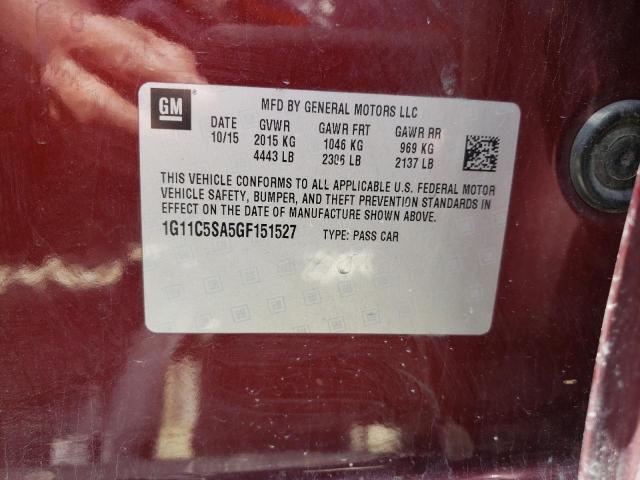 GM
MFD BY GENERAL MOTORS LLC
DATE GVWR GAWR FRT GAWR RR
10/15 2015 KG 1046 KG 969 KG
4443 LB 2306 LB 2137 LB
THIS VEHICLE CONFORMS TO ALL APPLICABLE U.S. FEDERAL MOTOR
VEHICLE SAFETY, BUMPER, AND THEFT PREVENTION STANDARDS IN
EFFECT ON THE DATE OF MANUFACTURE SHOWN ABOVE.
1G11C5SA5GF151527 TYPE: PASS CAR